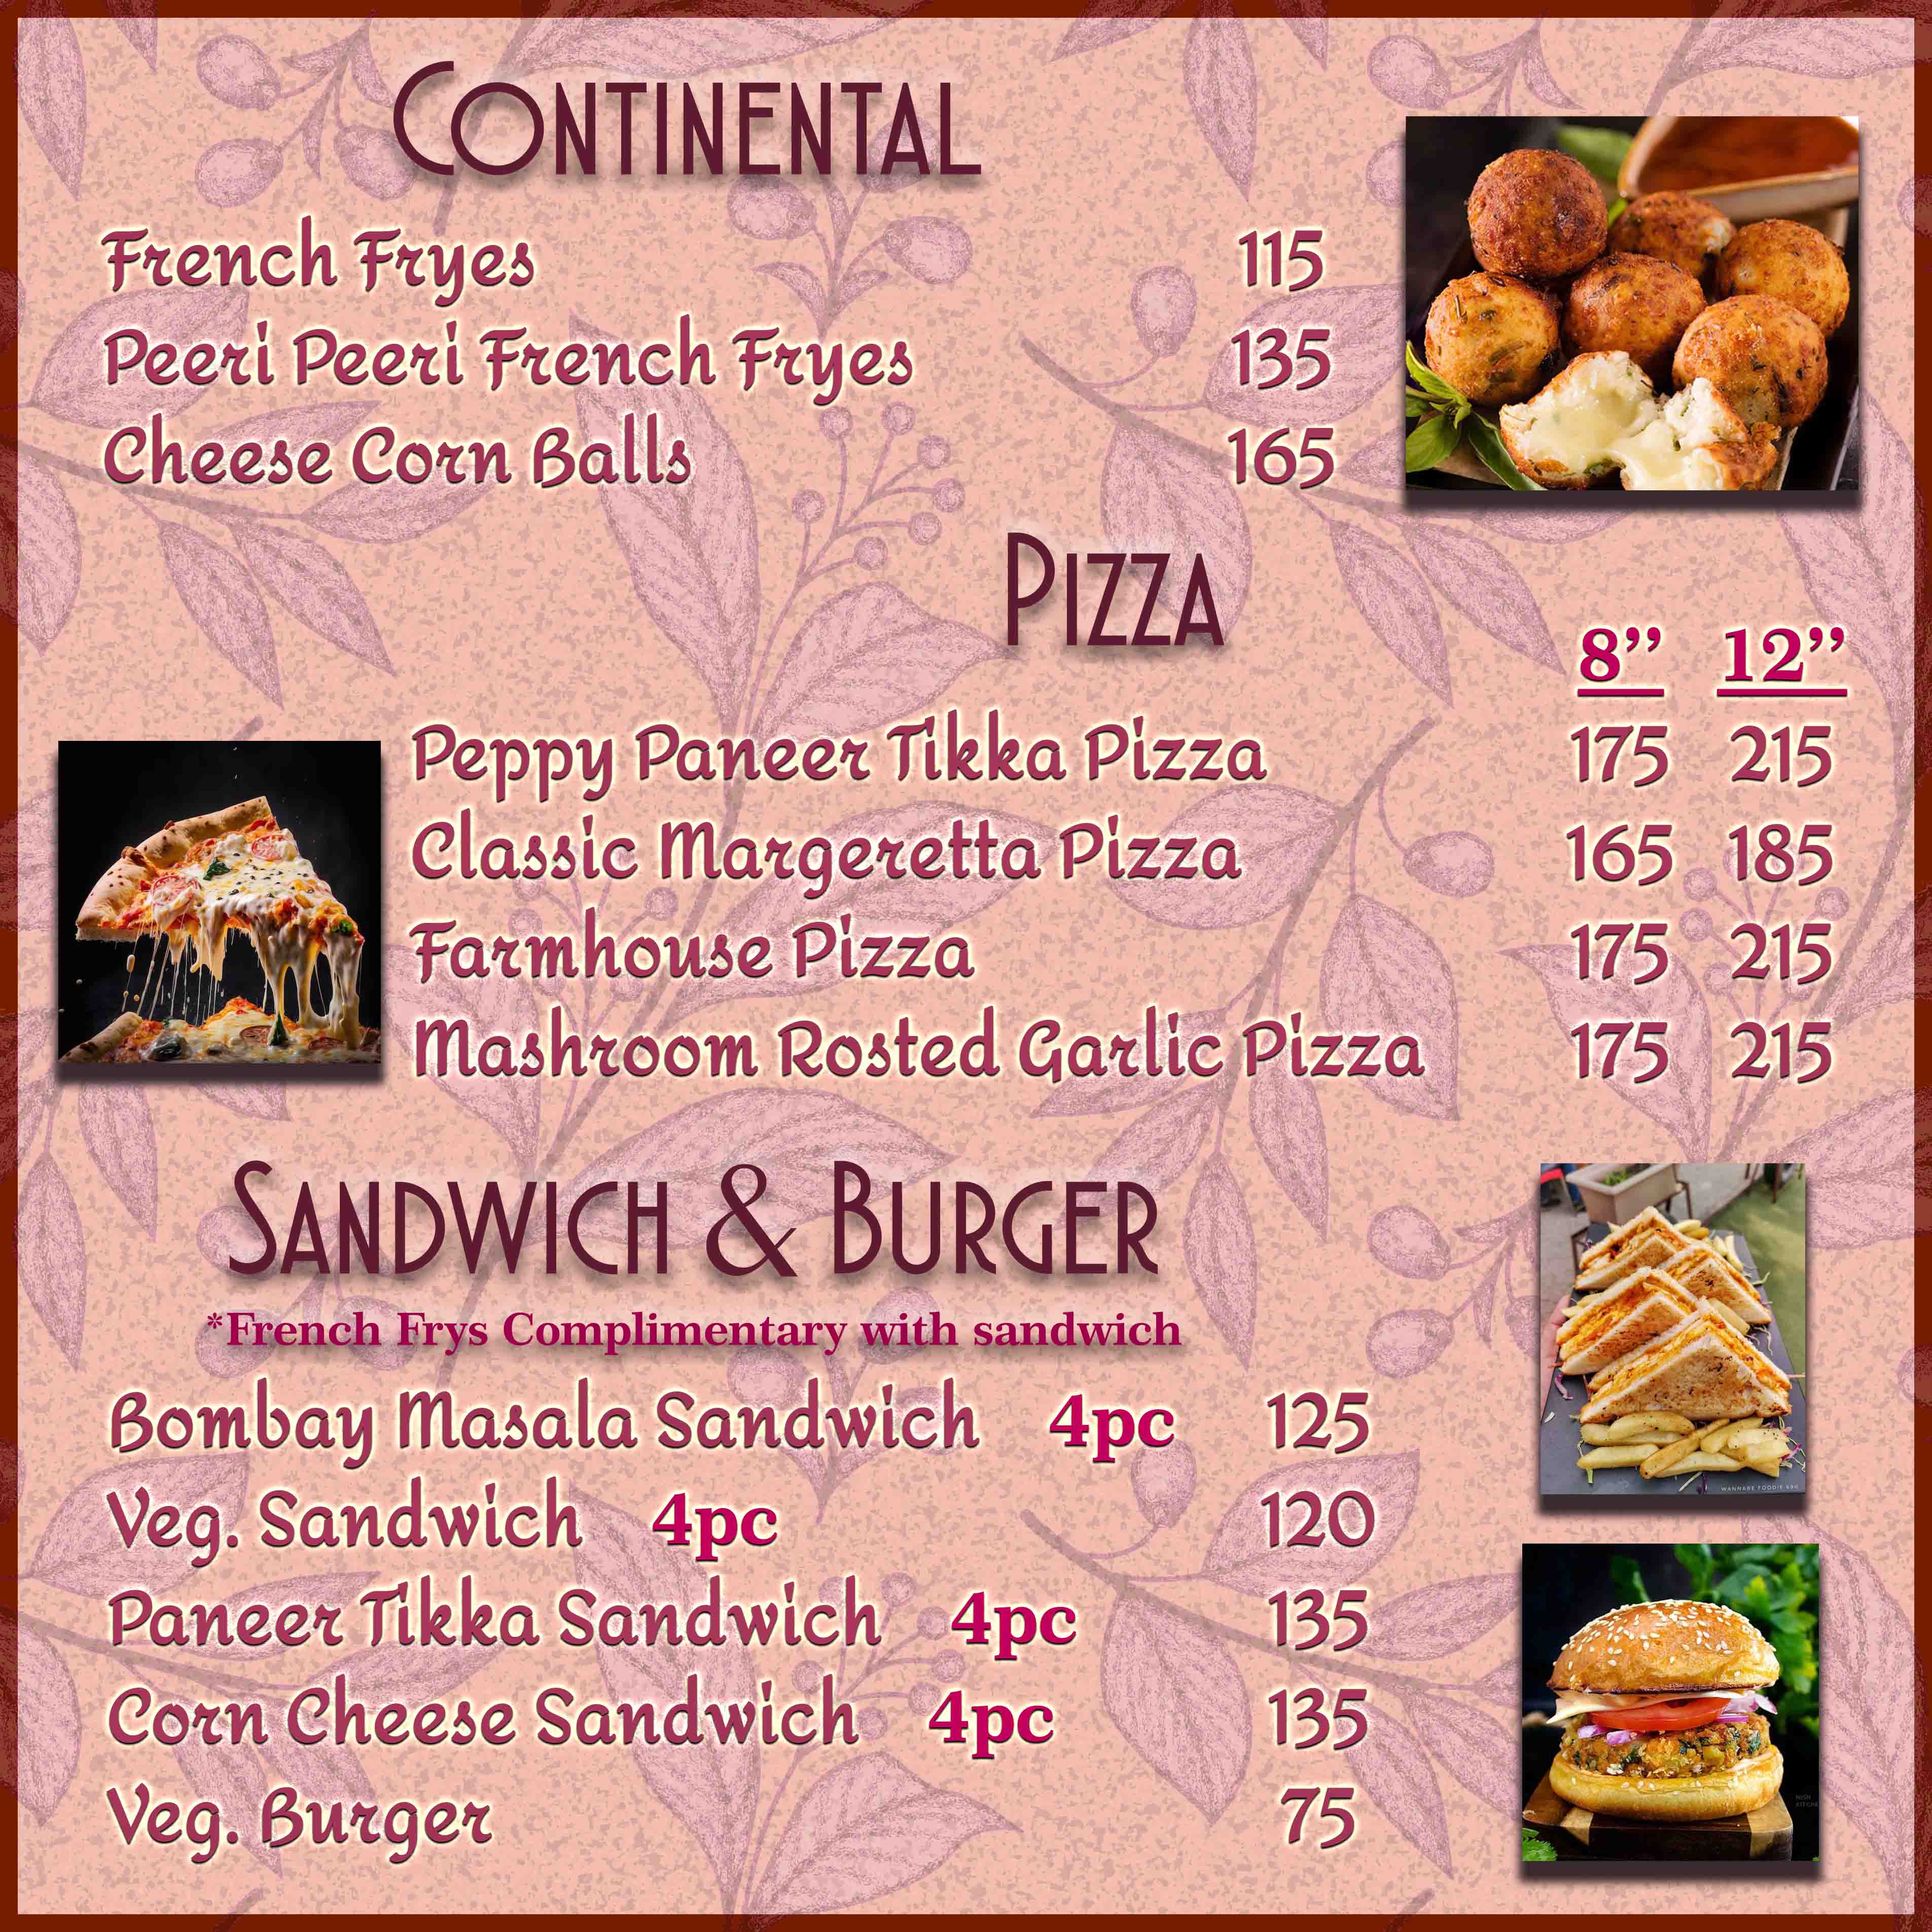 CONTINENTAL
French Fryes 115
Peeri Peeri French Fryes 135
Cheese Corn Balls 165
PIZZA
8’’ 12’’
Peppy Paneer Tikka Pizza 175 215
Classic Margeretta Pizza 165 185
Farmhouse Pizza 175 215
Mashroom Rosted Garlic Pizza 175 215
SANDWICH & BURGER
*French Frys Complimentary with sandwich
Bombay Masala Sandwich 4pc 125
WANNABE FOODIE
Veg. Sandwich 4pc 120
Paneer Tikka Sandwich 4pc 135
Corn Cheese Sandwich 4pc 135
Veg. Burger 75